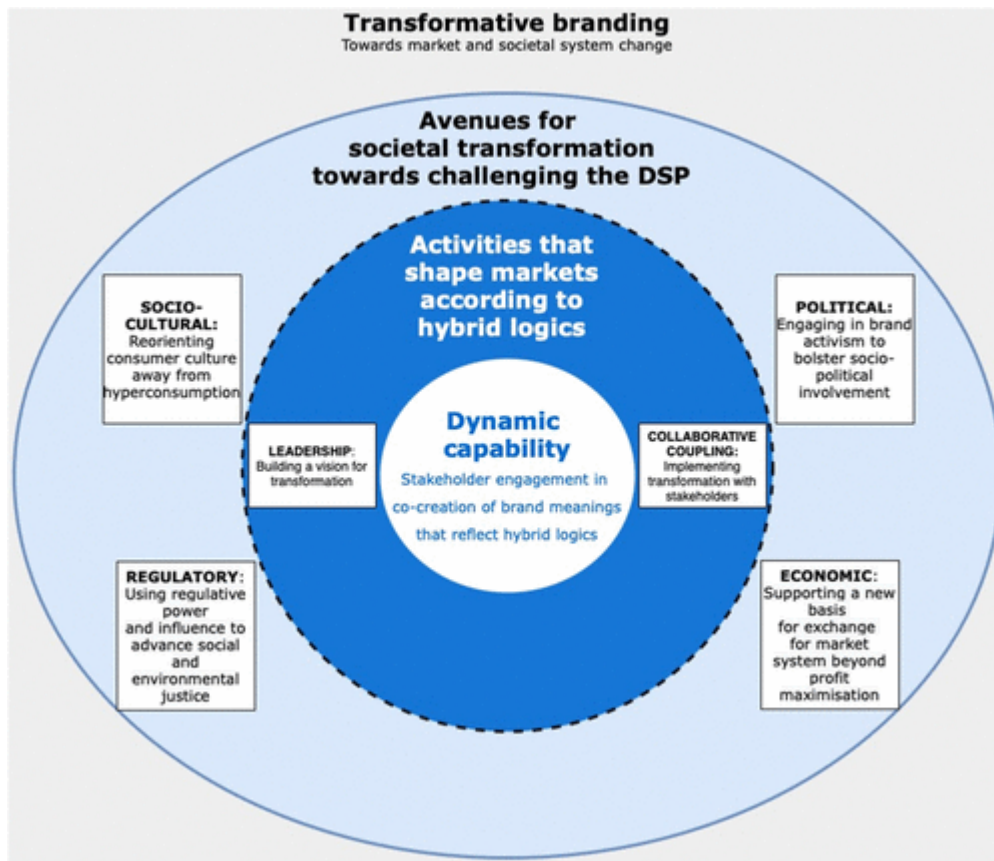 Transformative branding
Towards market and societal system change
Avenues for
societal transformation
towards challenging the DSP
Activities that
shape markets
according to
hybrid logics
SOCIO-
CULTURAL:
Reorienting
consumer culture
away from
hyperconsumption
POLITICAL:
Engaging in brand
activism to
bolster socio-
political
involvement
LEADERSHIP:
Building a vision for
transformation
Dynamic
capability
Stakeholder engagement in
co-creation of brand meanings
that reflect hybrid logics
COLLABORATIVE
COUPLING:
Implementing
transformation with
stakeholders
REGULATORY:
Using regulative
power
and influence to
advance social
and
environmental
justice
ECONOMIC:
Supporting a new
basis
for exchange
for market
system beyond
profit
maximisation